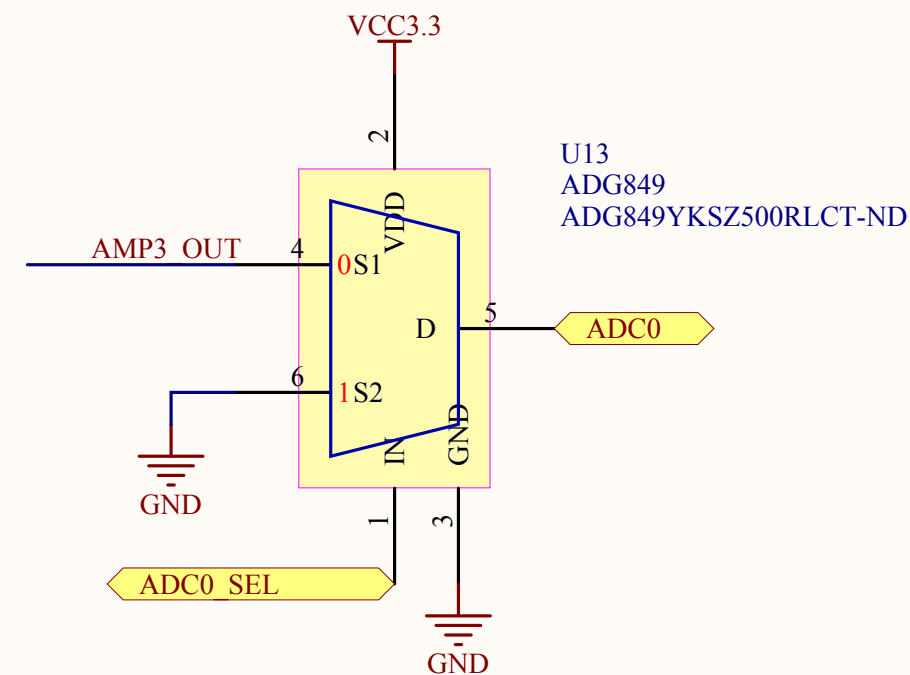 VCC3.3
2
U13
ADG849
ADG849YKSZ500RLCT-ND
VDD
AMP3_OUT
4
0S1
5
D
ADC0
6
1S2
IN
GND
GND
1
3
ADC0_SEL
GND